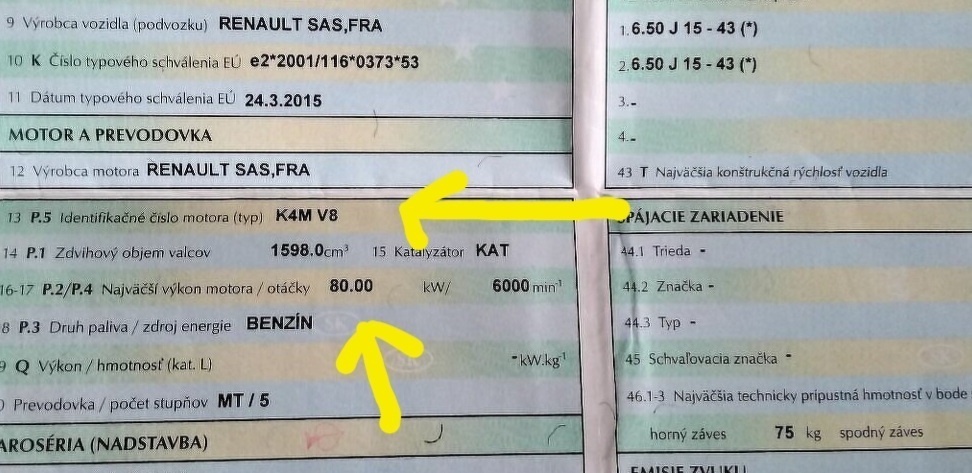 9 Výrobca vozidla (podvozku) RENAULT SAS,FRA
10 K Číslo typového schválenia EÚ e2*2001/116*0373*53
11 Dátum typového schválenia EÚ 24.3.2015
MOTOR A PREVODOVKA
12 Výrobca motora RENAULT SAS,FRA
13 P.5 Identifikačné číslo motora (typ) K4M V8
14 P.1 Zdvihový objem valcov 1598.0cm³ 15 Katalyzátor KAT
16-17 P.2/P.4 Najväčší výkon motora / otáčky 80.00 kW/ 6000 min⁻¹
8 P.3 Druh paliva / zdroj energie BENZÍN
9 Q Výkon / hmotnosť (kat. L) - kW.kg⁻¹
Prevodovka / počet stupňov MT / 5
AROSÉRIA (NADSTAVBA)
1. 6.50 J 15 - 43 (*)
2. 6.50 J 15 - 43 (*)
3. -
4. -
43 T Najväčšia konštrukčná rýchlosť vozidla
SPÁJACIE ZARIADENIE
44.1 Trieda -
44.2 Značka -
44.3 Typ -
45 Schvaľovacia značka -
46.1-3 Najväčšia technicky prípustná hmotnosť v bode
horný záves 75 kg spodný záves
EMISIE ZVUKU